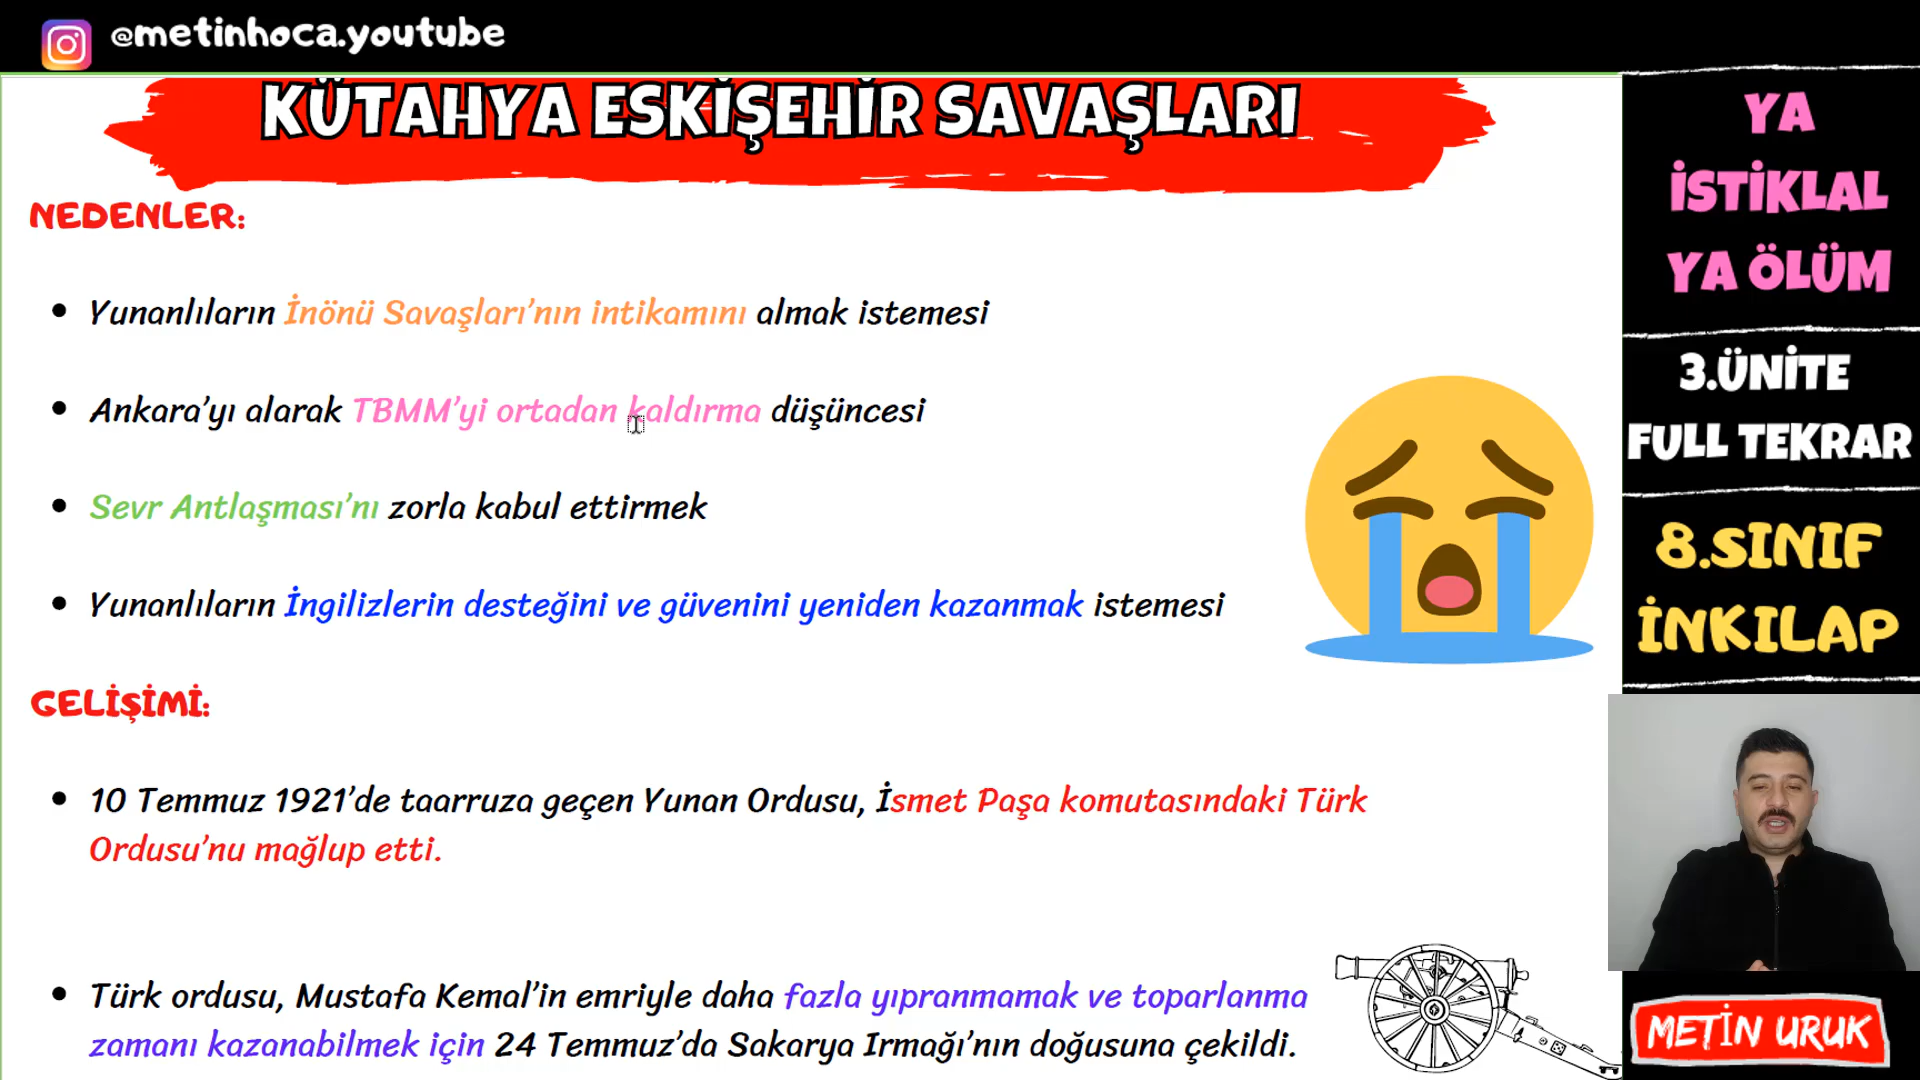 @metinhoca.youtube
KÜTAHYA ESKİŞEHİR SAVAŞLARI
NEDENLER:
• Yunanlıların İnönü Savaşları'nın intikamını almak istemesi
• Ankara'yı alarak TBMM'yi ortadan kaldırma düşüncesi
• Sevr Antlaşması'nı zorla kabul ettirmek
• Yunanlıların İngilizlerin desteğini ve güvenini yeniden kazanmak istemesi
GELİŞİMİ:
• 10 Temmuz 1921'de taarruza geçen Yunan Ordusu, İsmet Paşa komutasındaki Türk
Ordusu'nu mağlup etti.
• Türk ordusu, Mustafa Kemal'in emriyle daha fazla yıpranmamak ve toparlanma
zamanı kazanabilmek için 24 Temmuz'da Sakarya Irmağı'nın doğusuna çekildi.
YA
İSTİKLAL
YA ÖLÜM
3.ÜNİTE
FULL TEKRAR
8.SINIF
İNKILAP
METİN URUK